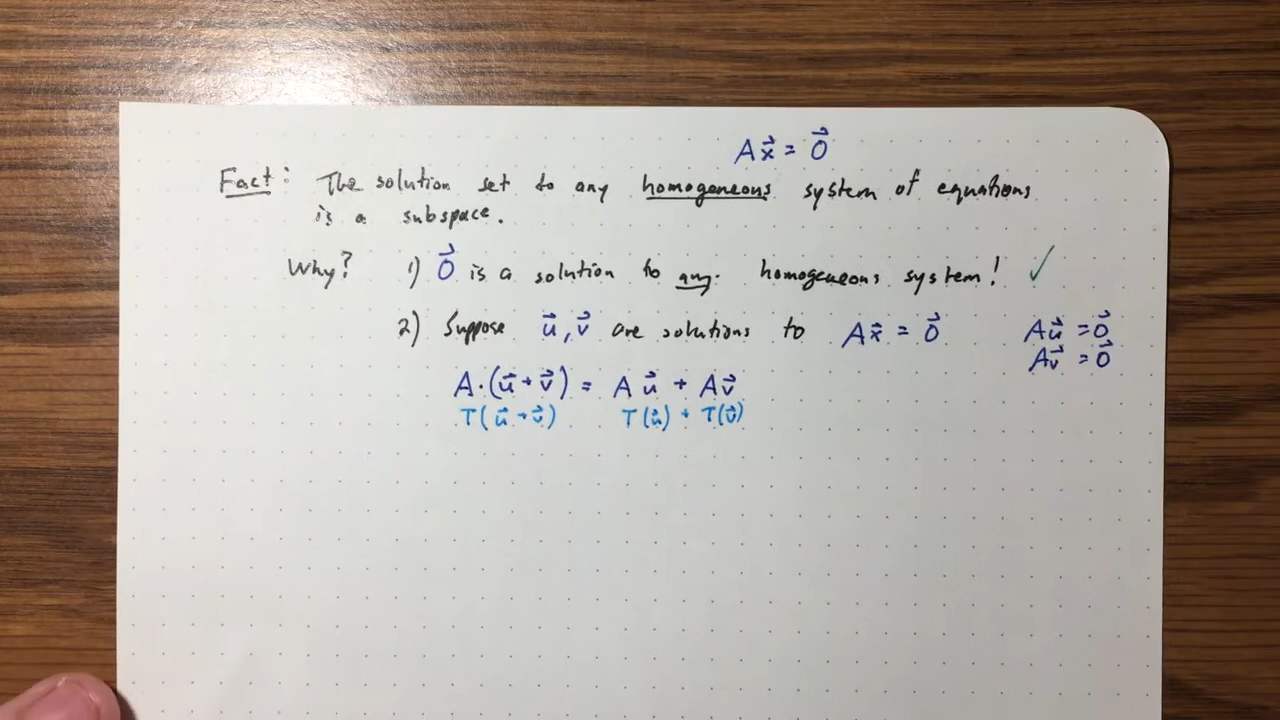 A x⃗ = 0⃗
Fact: The solution set to any homogeneous system of equations
is a subspace.
Why? 1) 0⃗ is a solution to any homogeneous system! ✓
2) Suppose u⃗, v⃗ are solutions to A x⃗ = 0⃗ A u⃗ = 0⃗
A v⃗ = 0⃗
A·(u⃗ + v⃗) = A u⃗ + A v⃗
T(u⃗ + v⃗) T(u⃗) + T(v⃗)